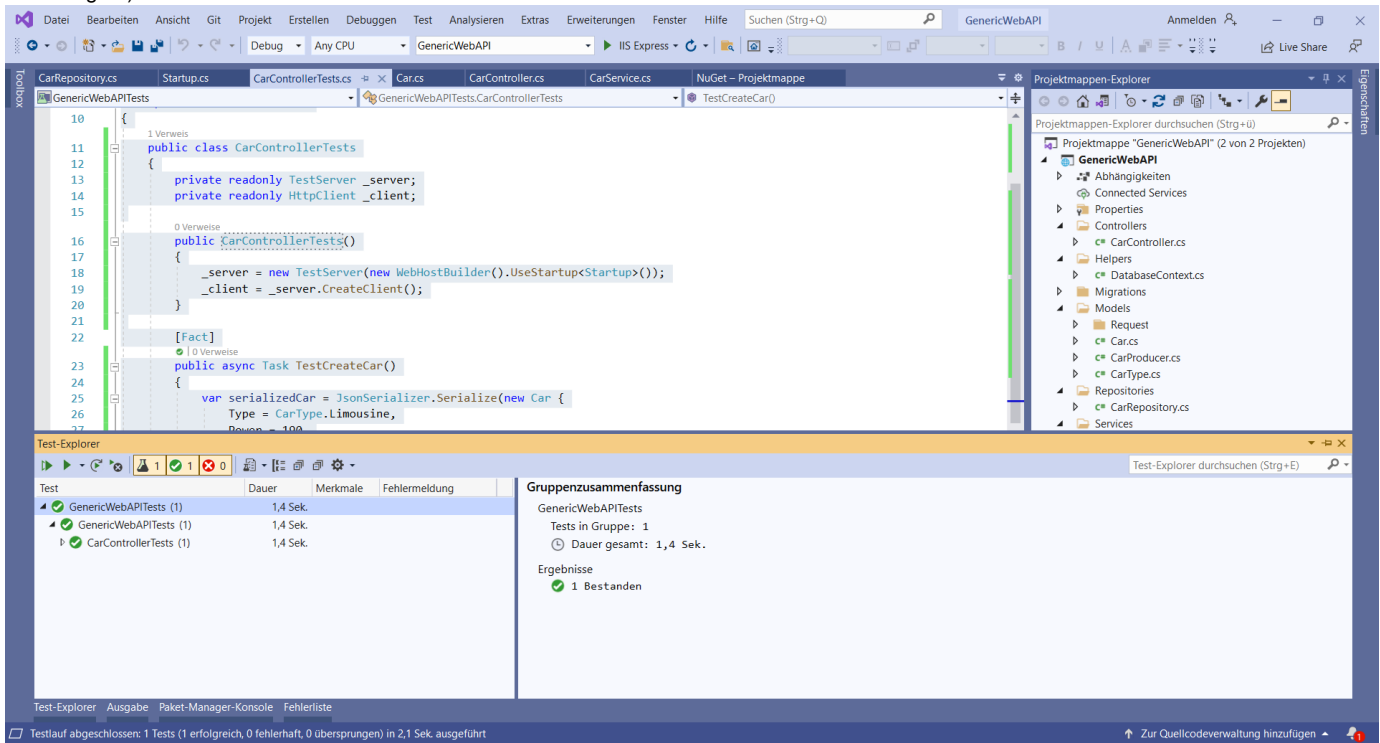 Datei Bearbeiten Ansicht Git Projekt Erstellen Debuggen Test Analysieren Extras Erweiterungen Fenster Hilfe Suchen (Strg+Q) GenericWebAPI Anmelden
Debug Any CPU GenericWebAPI IIS Express Live Share
Toolbox
CarRepository.cs Startup.cs CarControllerTests.cs Car.cs CarController.cs CarService.cs NuGet – Projektmappe
GenericWebAPITests GenericWebAPITests.CarControllerTests TestCreateCar()
10 {
1 Verweis
11 public class CarControllerTests
12 {
13 private readonly TestServer _server;
14 private readonly HttpClient _client;
15
0 Verweise
16 public CarControllerTests()
17 {
18 _server = new TestServer(new WebHostBuilder().UseStartup<Startup>());
19 _client = _server.CreateClient();
20 }
21
22 [Fact]
0 Verweise
23 public async Task TestCreateCar()
24 {
25 var serializedCar = JsonSerializer.Serialize(new Car {
26 Type = CarType.Limousine,
27 Power = 190
Projektmappen-Explorer
Projektmappen-Explorer durchsuchen (Strg+ü)
Projektmappe "GenericWebAPI" (2 von 2 Projekten)
GenericWebAPI
Abhängigkeiten
Connected Services
Properties
Controllers
C# CarController.cs
Helpers
C# DatabaseContext.cs
Migrations
Models
Request
C# Car.cs
C# CarProducer.cs
C# CarType.cs
Repositories
C# CarRepository.cs
Services
Eigenschaften
Test-Explorer
1 1 0 Test-Explorer durchsuchen (Strg+E)
Test Dauer Merkmale Fehlermeldung
GenericWebAPITests (1) 1,4 Sek.
GenericWebAPITests (1) 1,4 Sek.
CarControllerTests (1) 1,4 Sek.
Gruppenzusammenfassung
GenericWebAPITests
Tests in Gruppe: 1
Dauer gesamt: 1,4 Sek.
Ergebnisse
1 Bestanden
Test-Explorer Ausgabe Paket-Manager-Konsole Fehlerliste
Testlauf abgeschlossen: 1 Tests (1 erfolgreich, 0 fehlerhaft, 0 übersprungen) in 2,1 Sek. ausgeführt Zur Quellcodeverwaltung hinzufügen 1